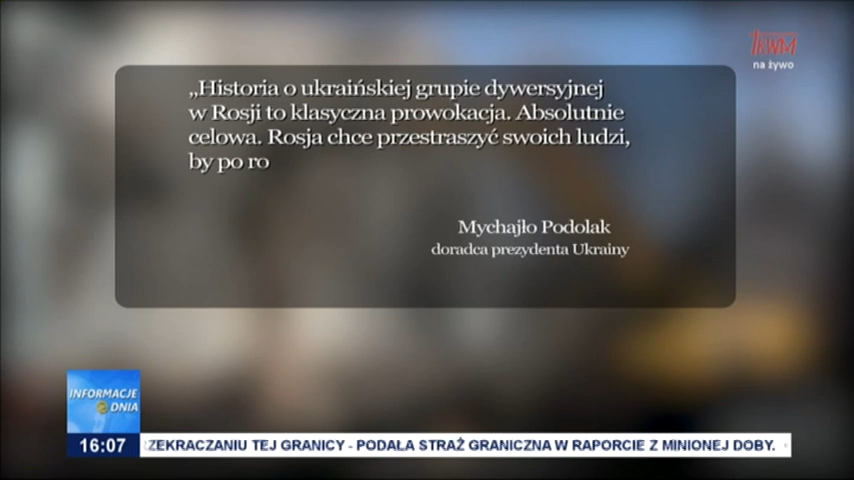 TRWAM
na żywo
„Historia o ukraińskiej grupie dywersyjnej
w Rosji to klasyczna prowokacja. Absolutnie
celowa. Rosja chce przestraszyć swoich ludzi,
by po ro
Mychajło Podolak
doradca prezydenta Ukrainy
INFORMACJE
DNIA
16:07
ZEKRACZANIU TEJ GRANICY - PODAŁA STRAŻ GRANICZNA W RAPORCIE Z MINIONEJ DOBY.